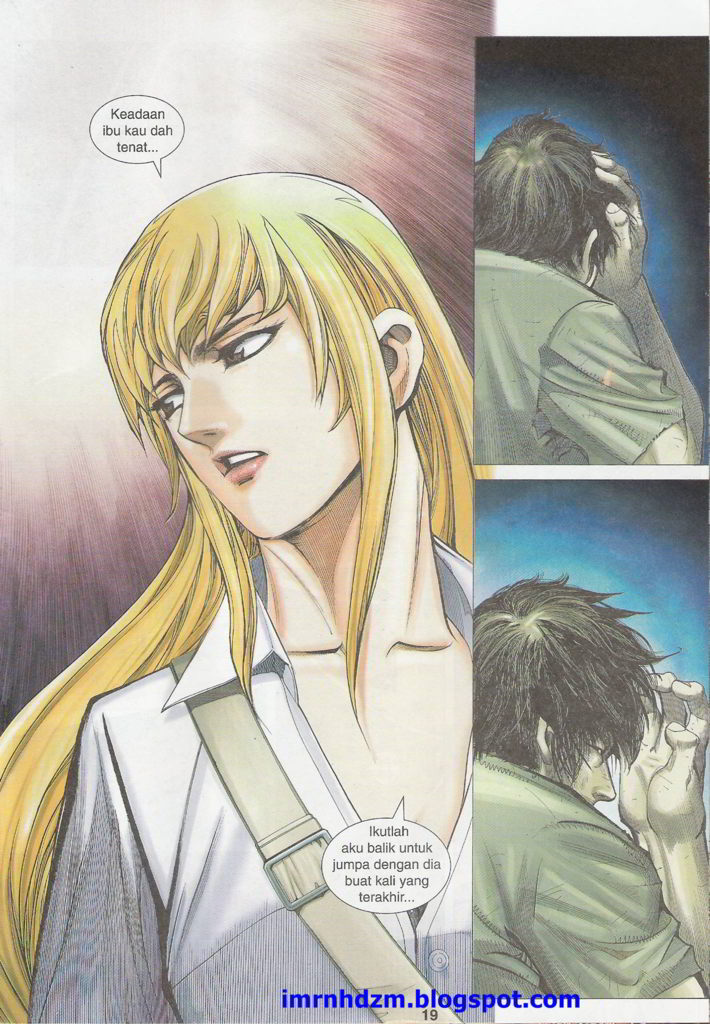 Keadaan
ibu kau dah
tenat...
Ikutlah
aku balik untuk
jumpa dengan dia
buat kali yang
terakhir...
imrnhdzm.blogspot.com
19